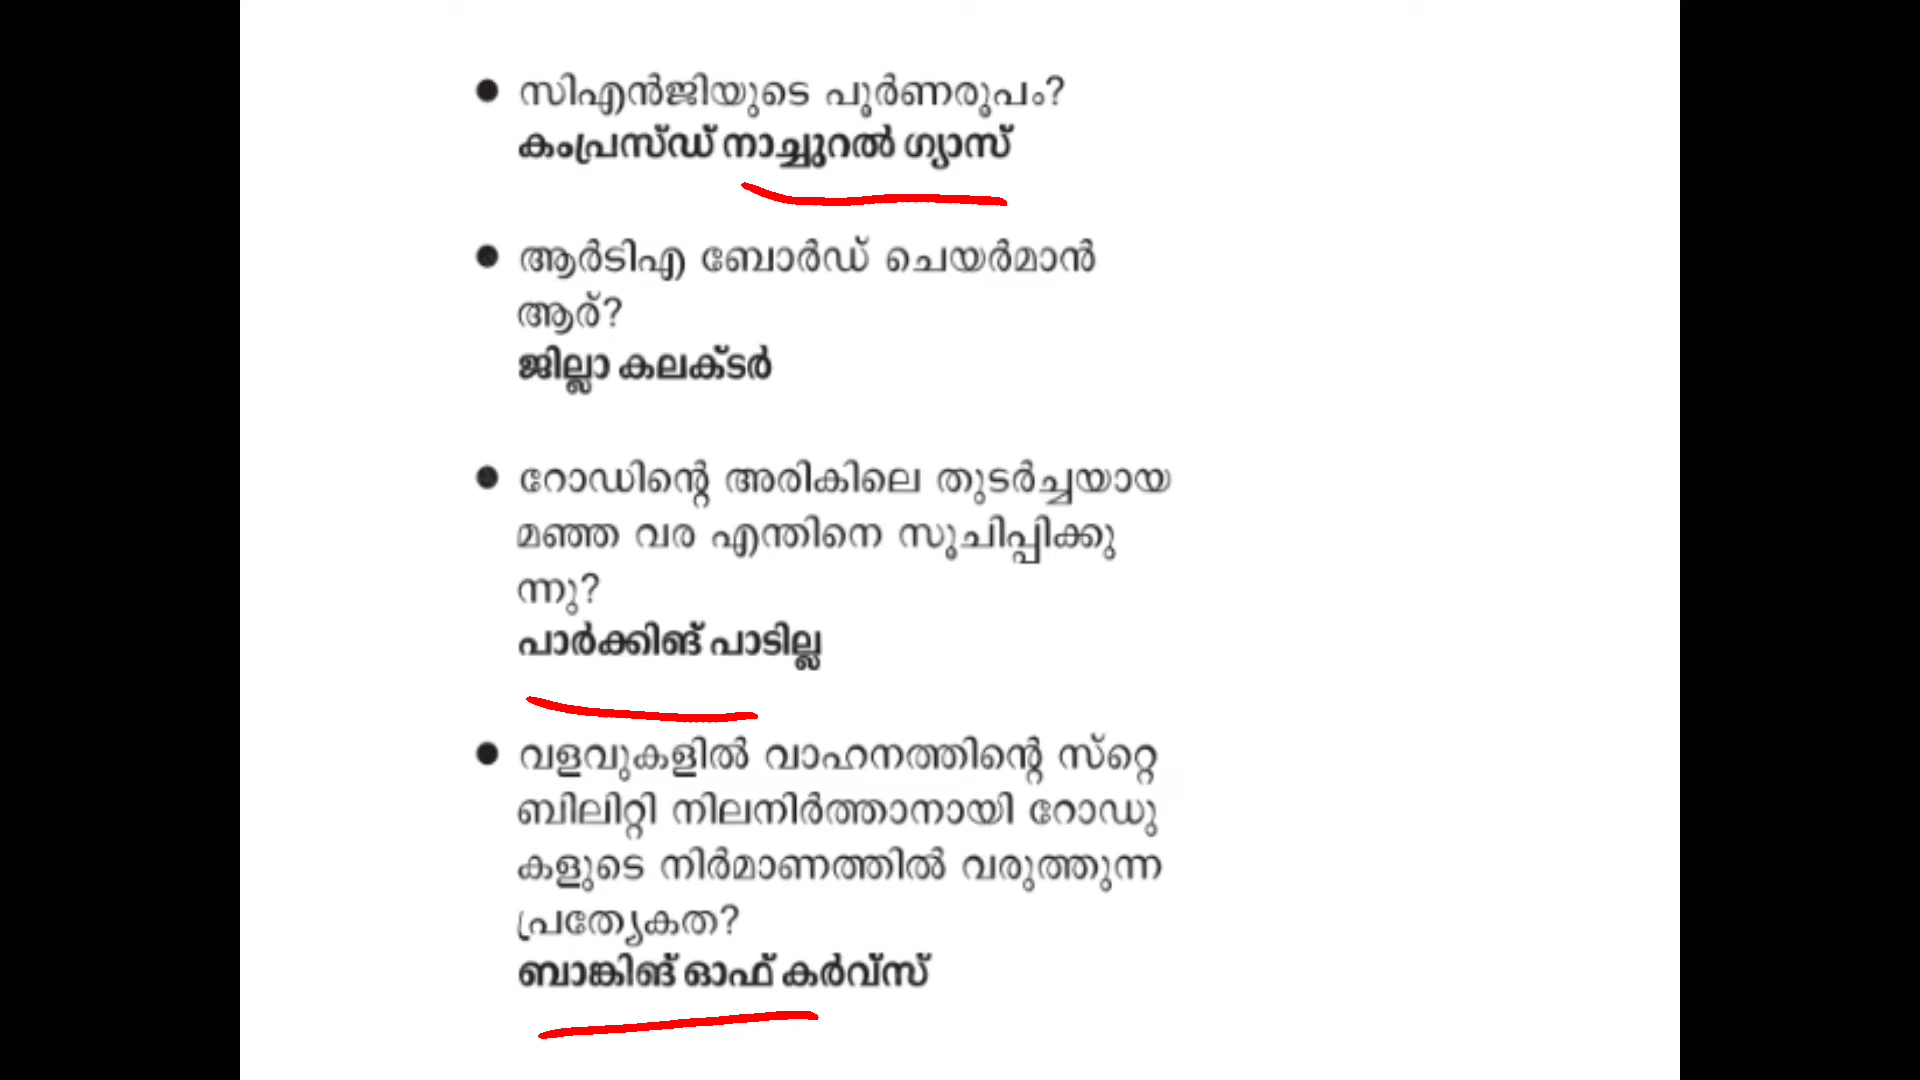 ● സിഎൻജിയുടെ പൂർണരൂപം?
കംപ്രസ്ഡ് നാച്ചുറൽ ഗ്യാസ്
● ആർടിഎ ബോർഡ് ചെയർമാൻ
ആര്?
ജില്ലാ കലക്ടർ
● റോഡിന്റെ അരികിലെ തുടർച്ചയായ
മഞ്ഞ വര എന്തിനെ സൂചിപ്പിക്കു
ന്നു?
പാർക്കിങ് പാടില്ല
● വളവുകളിൽ വാഹനത്തിന്റെ സ്റ്റെ
ബിലിറ്റി നിലനിർത്താനായി റോഡു
കളുടെ നിർമാണത്തിൽ വരുത്തുന്ന
പ്രത്യേകത?
ബാങ്കിങ് ഓഫ് കർവ്സ്